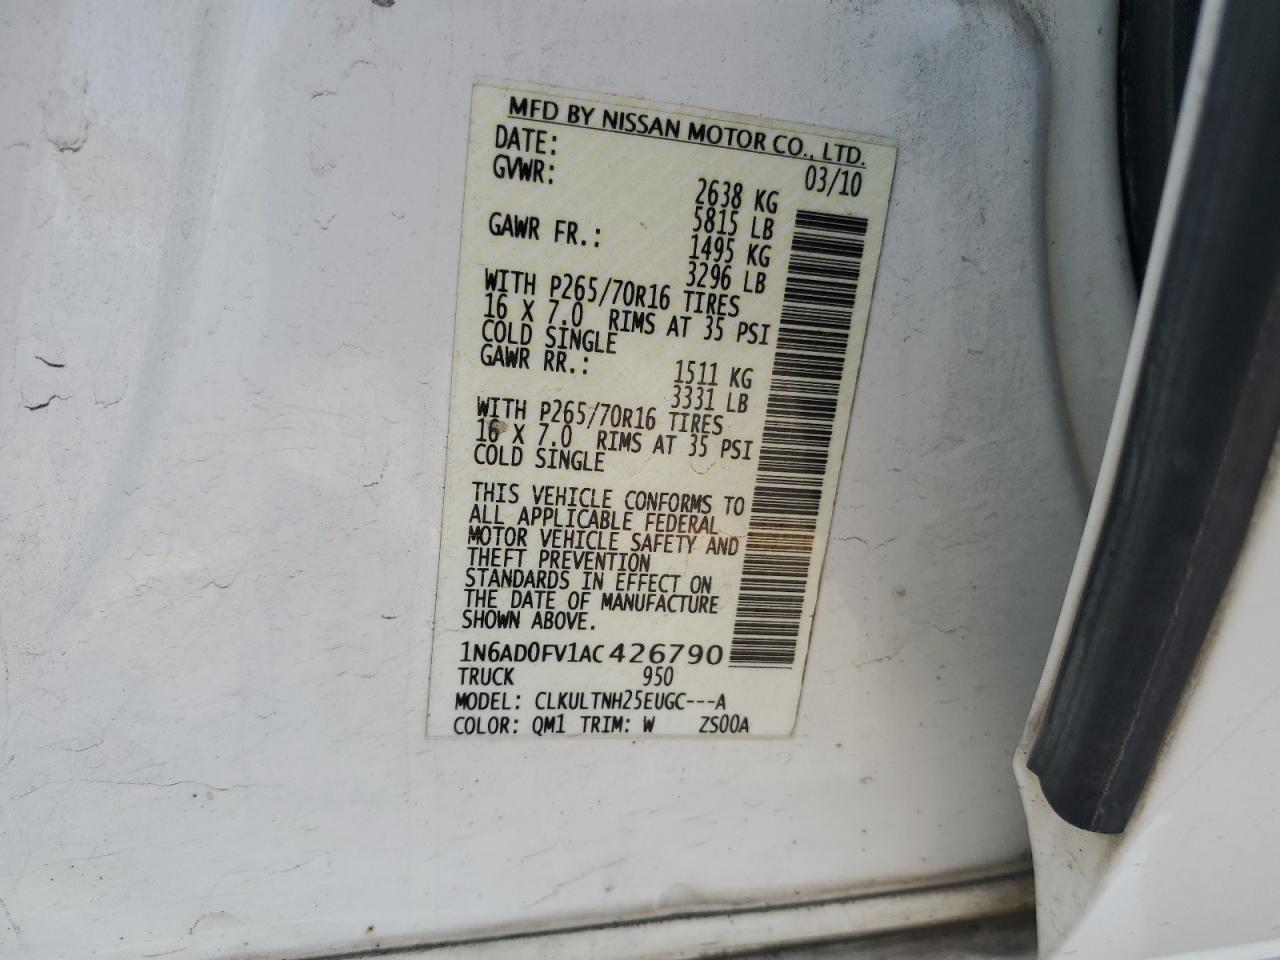 MFD BY NISSAN MOTOR CO., LTD.
DATE: 03/10
GVWR: 2638 KG
5815 LB
GAWR FR.: 1495 KG
3296 LB
WITH P265/70R16 TIRES
16 X 7.0 RIMS AT 35 PSI
COLD SINGLE
GAWR RR.: 1511 KG
3331 LB
WITH P265/70R16 TIRES
16 X 7.0 RIMS AT 35 PSI
COLD SINGLE
THIS VEHICLE CONFORMS TO
ALL APPLICABLE FEDERAL
MOTOR VEHICLE SAFETY AND
THEFT PREVENTION
STANDARDS IN EFFECT ON
THE DATE OF MANUFACTURE
SHOWN ABOVE.
1N6AD0FV1AC 426790
TRUCK 950
MODEL: CLKULTNH25EUGC---A
COLOR: QM1 TRIM: W ZS00A